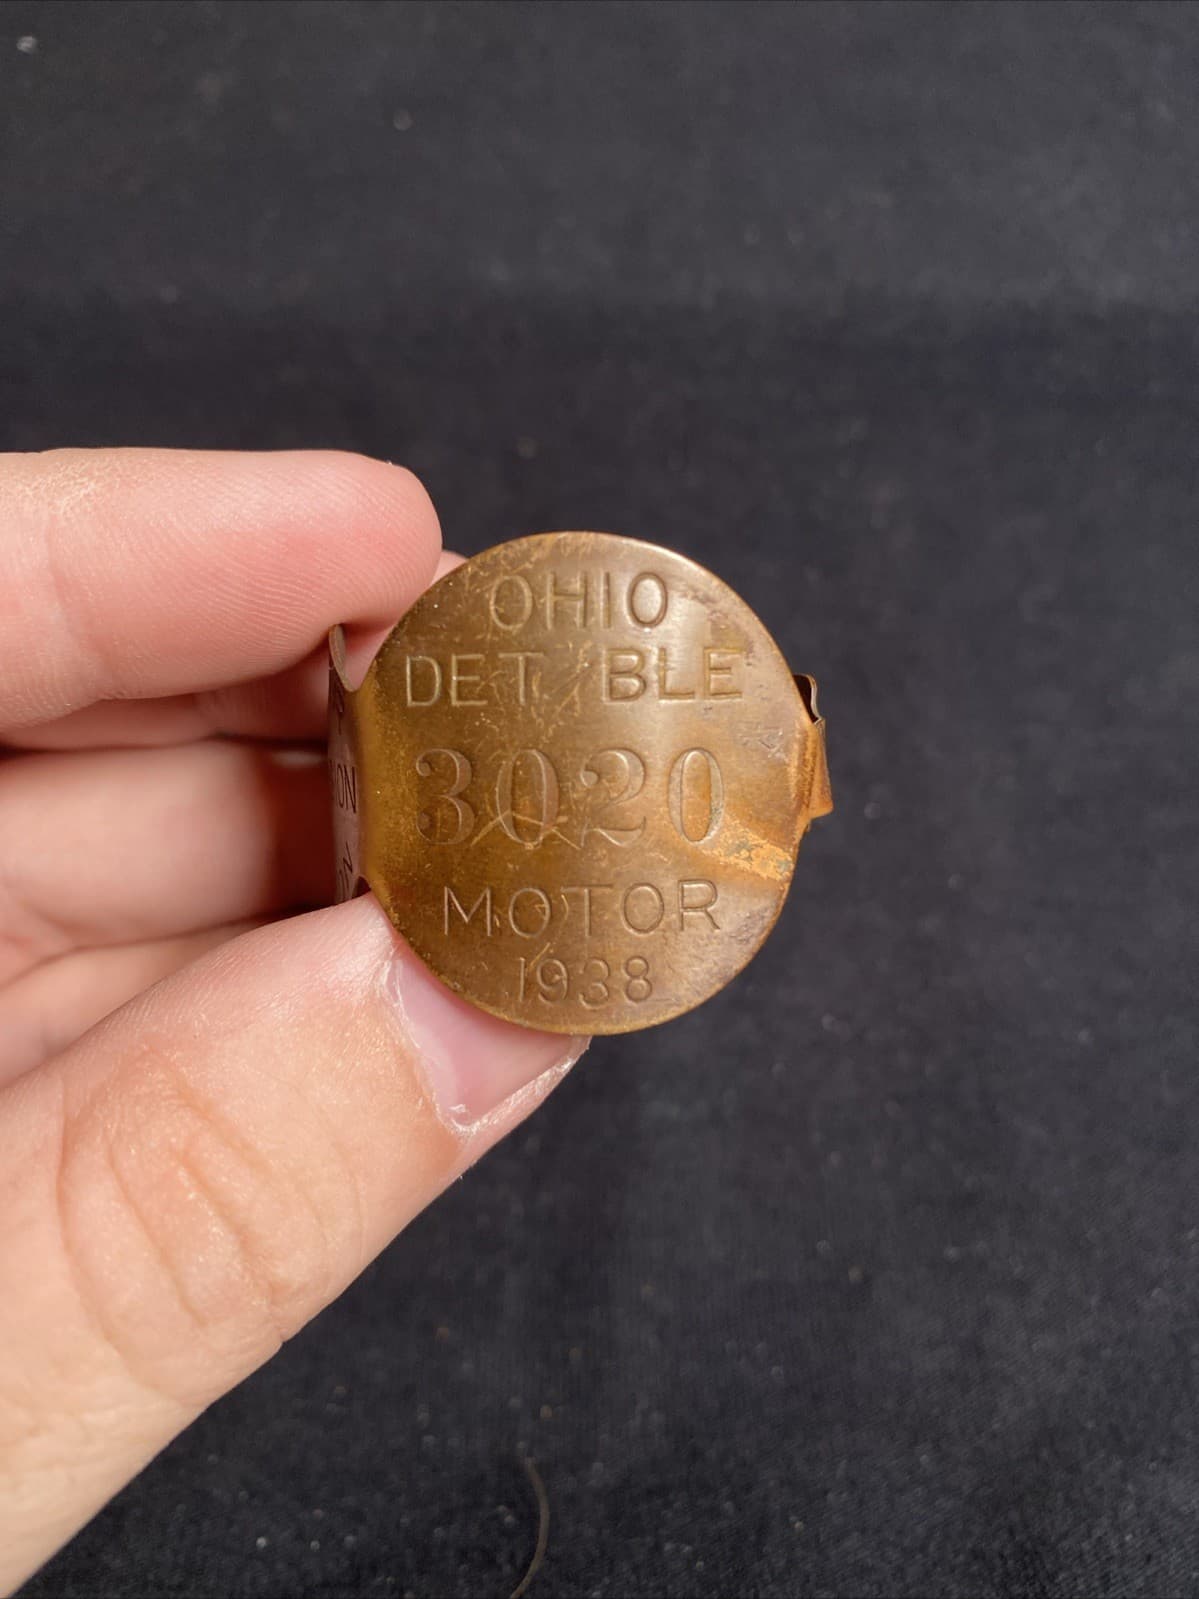 OHIO
DET. BLE
3020
MOTOR
1938